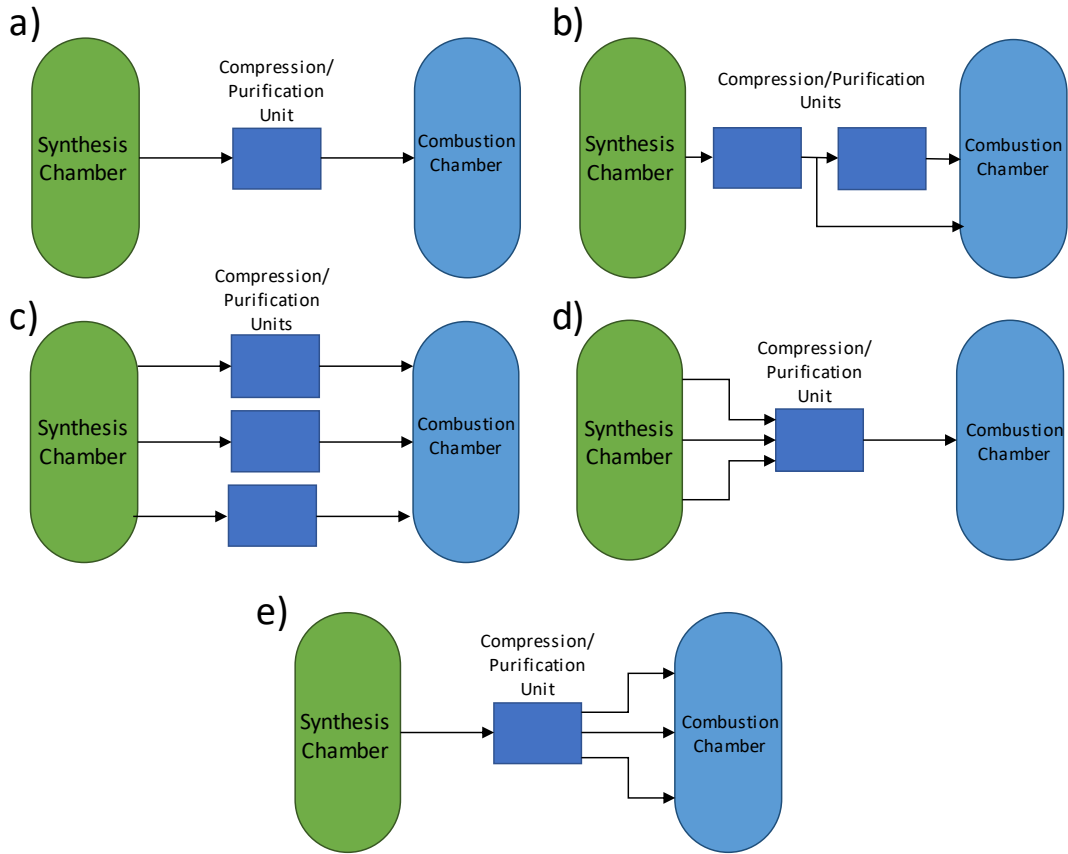 a)
Compression/
Purification
Unit
Synthesis
Chamber
Combustion
Chamber
b)
Compression/Purification
Units
Synthesis
Chamber
Combustion
Chamber
c)
Compression/
Purification
Units
Synthesis
Chamber
Combustion
Chamber
d)
Compression/
Purification
Unit
Synthesis
Chamber
Combustion
Chamber
e)
Compression/
Purification
Unit
Synthesis
Chamber
Combustion
Chamber